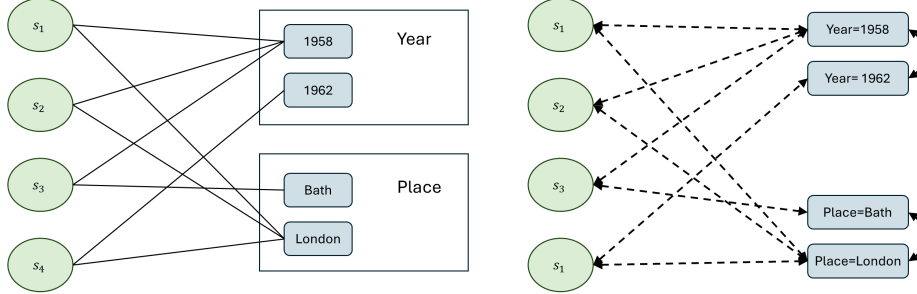 s₁
s₂
s₃
s₄
1958
1962
Year
Bath
London
Place
s₁
s₂
s₃
s₁
Year=1958
Year= 1962
Place=Bath
Place=London